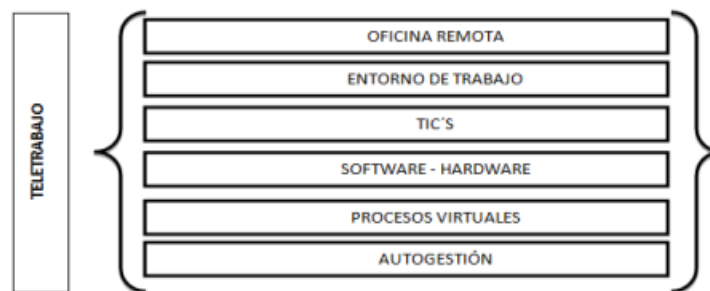 TELETRABAJO
OFICINA REMOTA
ENTORNO DE TRABAJO
TIC´S
SOFTWARE - HARDWARE
PROCESOS VIRTUALES
AUTOGESTIÓN